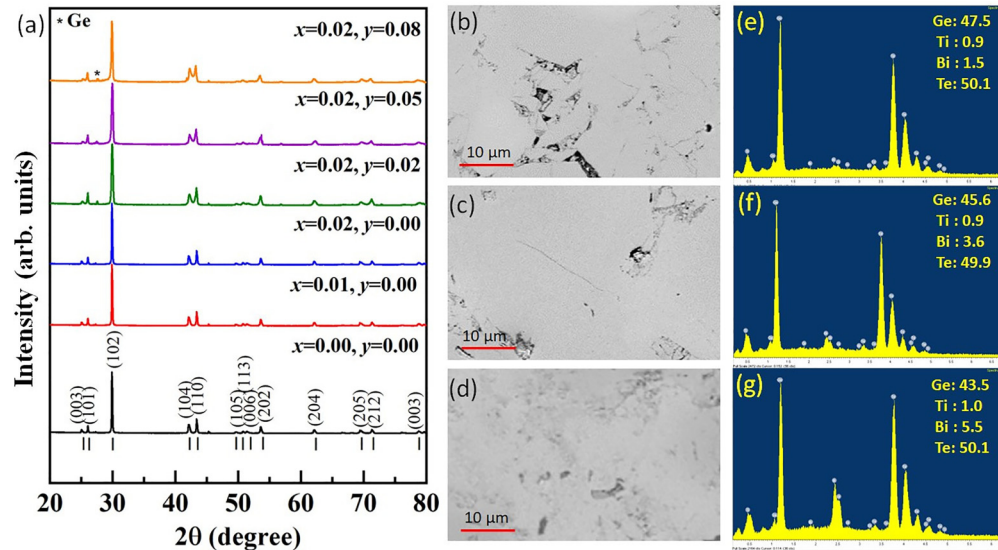 (a)
* Ge
x=0.02, y=0.08
x=0.02, y=0.05
x=0.02, y=0.02
x=0.02, y=0.00
x=0.01, y=0.00
x=0.00, y=0.00
(003)
(101)
(102)
(104)
(110)
(105)
(006)
(113)
(202)
(204)
(205)
(212)
(003)
20 30 40 50 60 70 80
2θ (degree)
Intensity (arb. units)
(b)
10 μm
(c)
10 μm
(d)
10 μm
(e)
Ge: 47.5
Ti : 0.9
Bi : 1.5
Te: 50.1
(f)
Ge: 45.6
Ti : 0.9
Bi : 3.6
Te: 49.9
(g)
Ge: 43.5
Ti : 1.0
Bi : 5.5
Te: 50.1